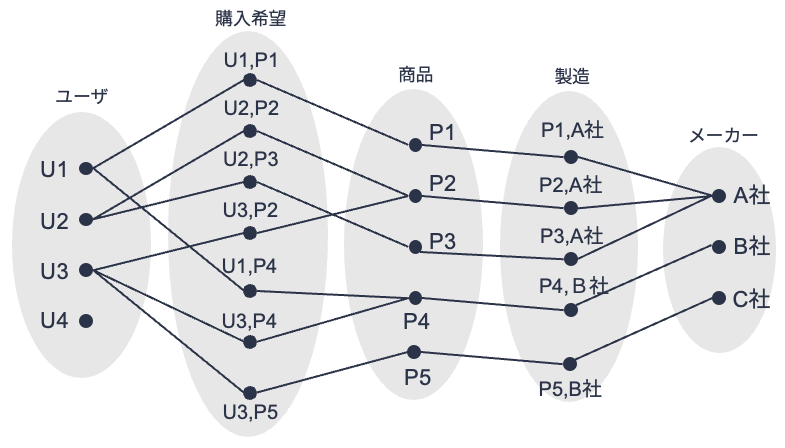 購入希望
ユーザ
商品
製造
メーカー
U1
U2
U3
U4
U1,P1
U2,P2
U2,P3
U3,P2
U1,P4
U3,P4
U3,P5
P1
P2
P3
P4
P5
P1,A社
P2,A社
P3,A社
P4,Ｂ社
P5,B社
A社
B社
C社